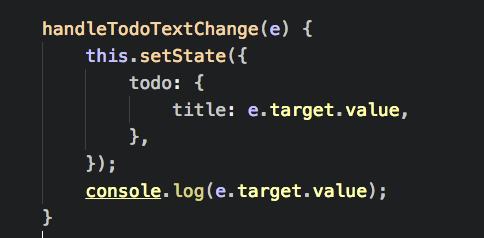 handleTodoTextChange(e) {
    this.setState({
        todo: {
            title: e.target.value,
        },
    });
    console.log(e.target.value);
}